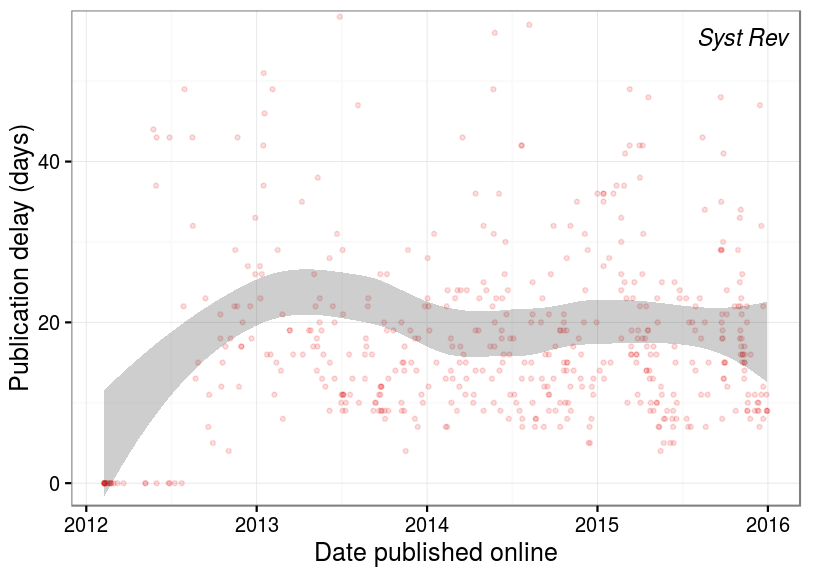 Syst Rev
Publication delay (days)
40
20
0
2012 2013 2014 2015 2016
Date published online